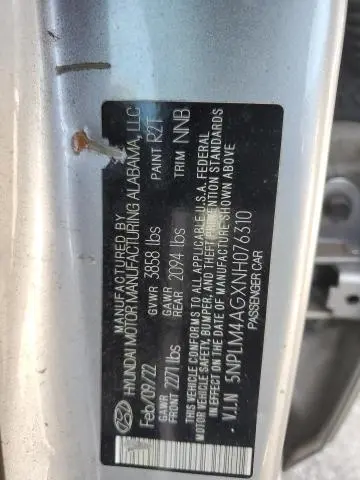 MANUFACTURED BY
HYUNDAI MOTOR MANUFACTURING ALABAMA, LLC
Feb/09/22 GVWR 3858 lbs PAINT R2T
GAWR FRONT 2271 lbs GAWR REAR 2094 lbs TRIM NNB
THIS VEHICLE CONFORMS TO ALL APPLICABLE U.S.A. FEDERAL
MOTOR VEHICLE SAFETY, BUMPER, AND THEFT PREVENTION STANDARDS
IN EFFECT ON THE DATE OF MANUFACTURE SHOWN ABOVE.
V.I.N 5NPLM4AGXNH076310
PASSENGER CAR